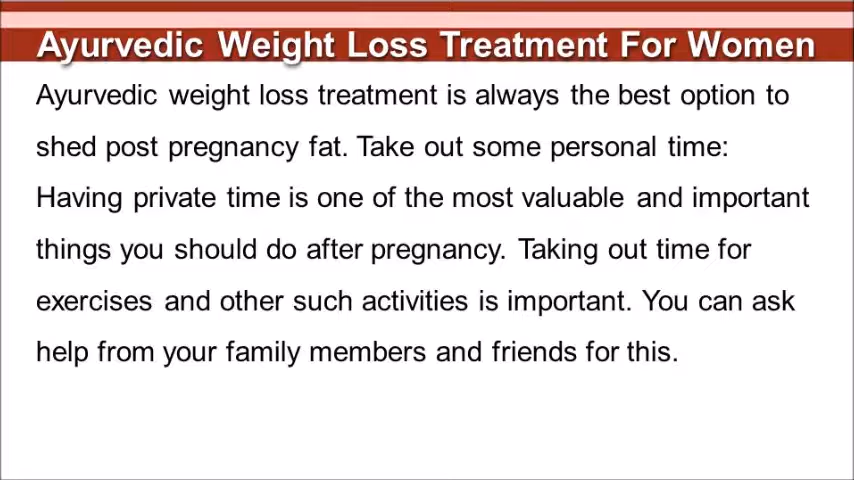 Ayurvedic Weight Loss Treatment For Women
Ayurvedic weight loss treatment is always the best option to
shed post pregnancy fat. Take out some personal time:
Having private time is one of the most valuable and important
things you should do after pregnancy. Taking out time for
exercises and other such activities is important. You can ask
help from your family members and friends for this.